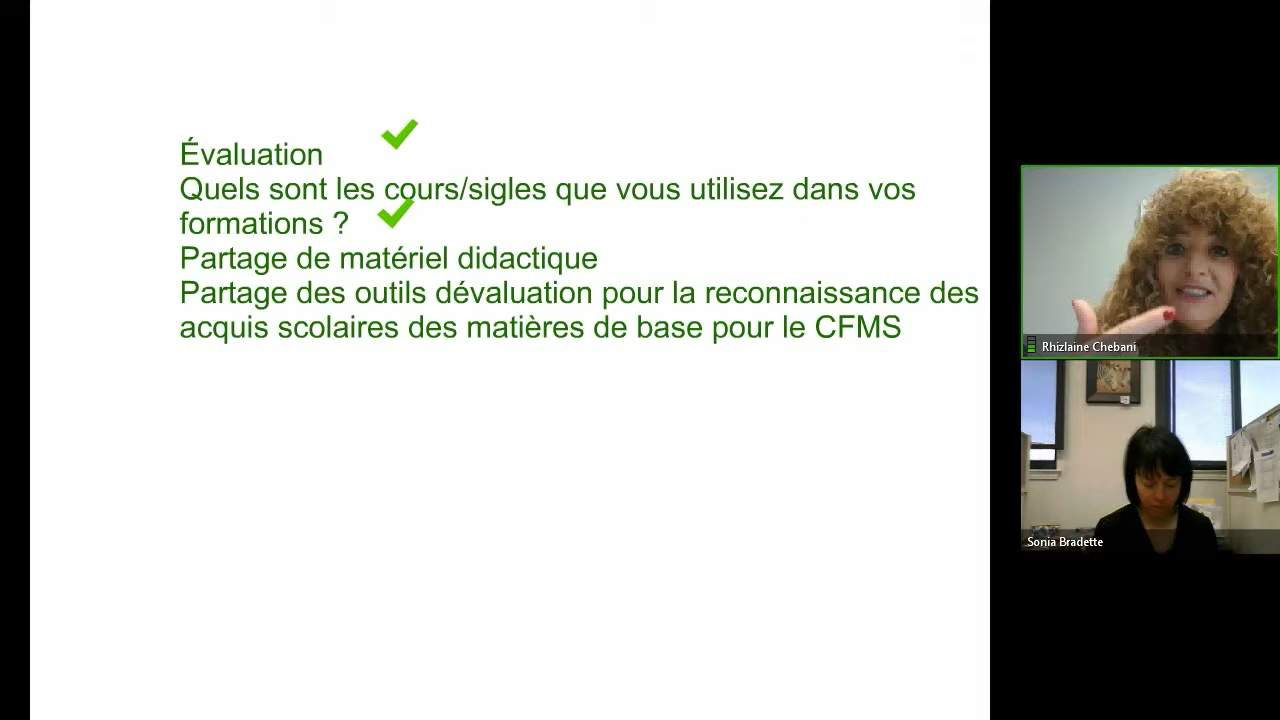 Évaluation
Quels sont les cours/sigles que vous utilisez dans vos
formations ?
Partage de matériel didactique
Partage des outils dévaluation pour la reconnaissance des
acquis scolaires des matières de base pour le CFMS
Rhizlaine Chebani
Sonia Bradette